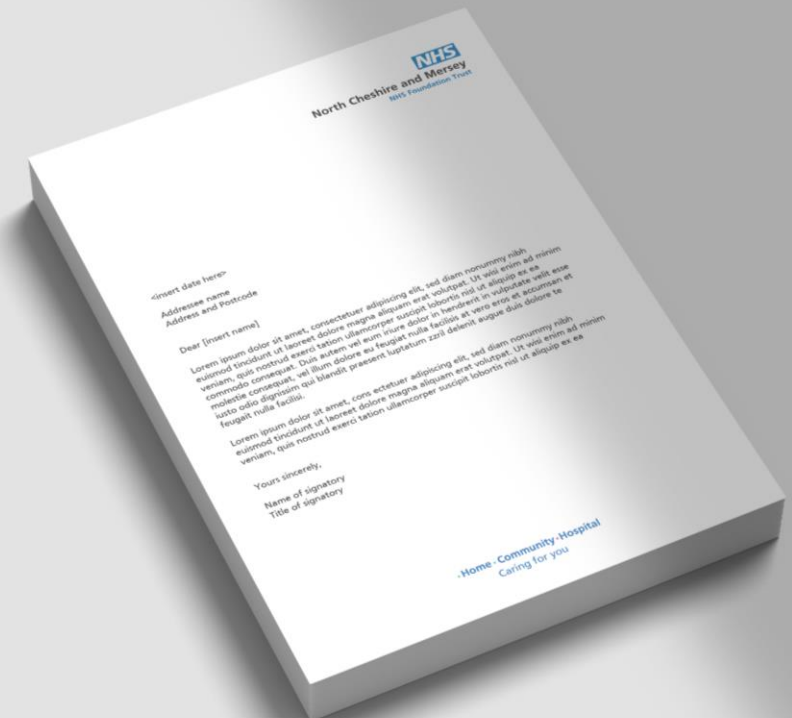 NHS
North Cheshire and Mersey
NHS Foundation Trust
<insert date here>
Addressee name
Address and Postcode
Dear [insert name]
Lorem ipsum dolor sit amet, consectetuer adipiscing elit, sed diam nonummy nibh
euismod tincidunt ut laoreet dolore magna aliquam erat volutpat. Ut wisi enim ad minim
veniam, quis nostrud exerci tation ullamcorper suscipit lobortis nisl ut aliquip ex ea
commodo consequat. Duis autem vel eum iriure dolor in hendrerit in vulputate velit esse
molestie consequat, vel illum dolore eu feugiat nulla facilisis at vero eros et accumsan et
iusto odio dignissim qui blandit praesent luptatum zzril delenit augue duis dolore te
feugait nulla facilisi.
Lorem ipsum dolor sit amet, cons ectetuer adipiscing elit, sed diam nonummy nibh
euismod tincidunt ut laoreet dolore magna aliquam erat volutpat. Ut wisi enim ad minim
veniam, quis nostrud exerci tation ullamcorper suscipit lobortis nisl ut aliquip ex ea
Yours sincerely,
Name of signatory
Title of signatory
· Home · Community · Hospital
Caring for you